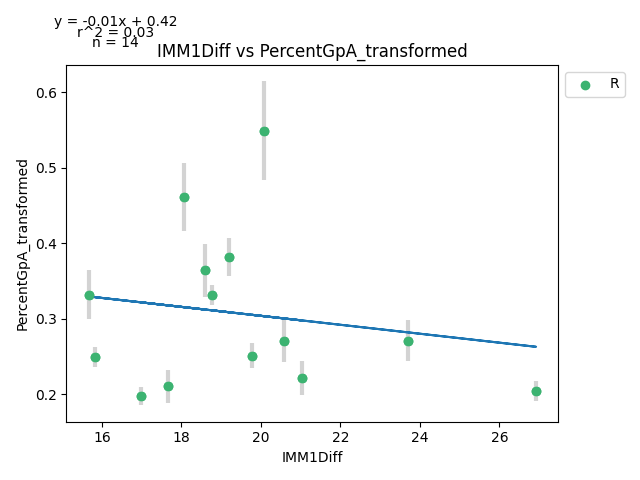 y = -0.01x + 0.42
r^2 = 0.03
n = 14
IMM1Diff vs PercentGpA_transformed
R
0.6
0.5
0.4
0.3
0.2
PercentGpA_transformed
16 18 20 22 24 26
IMM1Diff